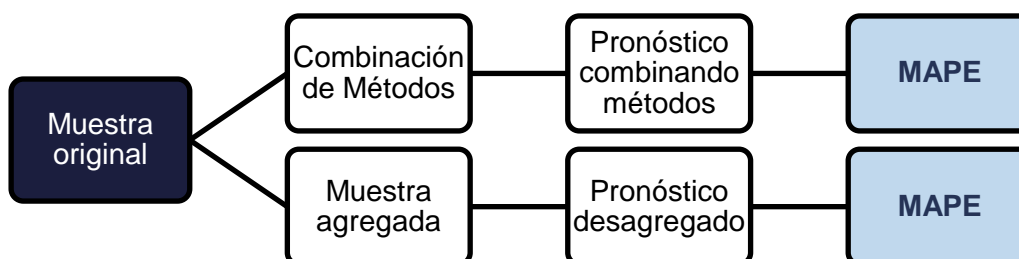 Muestra
original
Combinación
de Métodos
Pronóstico
combinando
métodos
MAPE
Muestra
agregada
Pronóstico
desagregado
MAPE